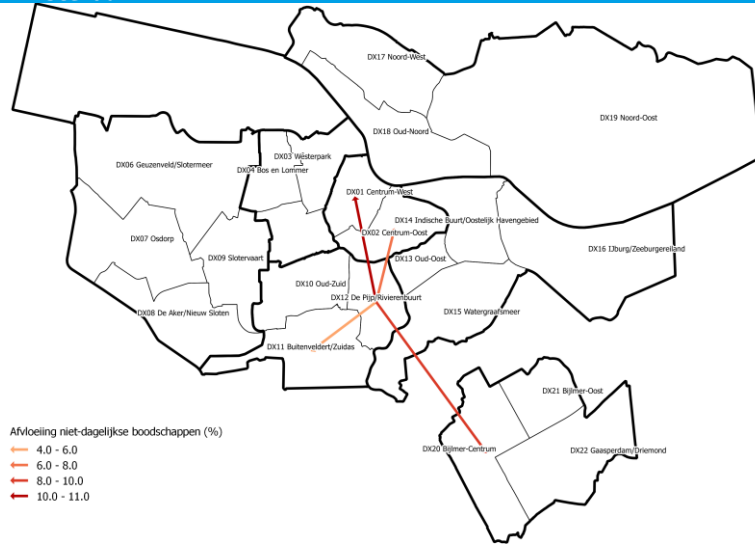 DX17 Noord-West
DX19 Noord-Oost
DX18 Oud-Noord
DX03 Westerpark
DX06 Geuzenveld/Slotermeer
DX04 Bos en Lommer
DX01 Centrum-West
DX14 Indische Buurt/Oostelijk Havengebied
DX02 Centrum-Oost
DX07 Osdorp
DX16 IJburg/Zeeburgereiland
DX09 Slotervaart
DX13 Oud-Oost
DX10 Oud-Zuid
DX12 De Pijp/Rivierenbuurt
DX08 De Aker/Nieuw Sloten
DX15 Watergraafsmeer
DX11 Buitenveldert/Zuidas
DX21 Bijlmer-Oost
DX20 Bijlmer-Centrum
DX22 Gaasperdam/Driemond
Afvloeiing niet-dagelijkse boodschappen (%)
4.0 - 6.0
6.0 - 8.0
8.0 - 10.0
10.0 - 11.0